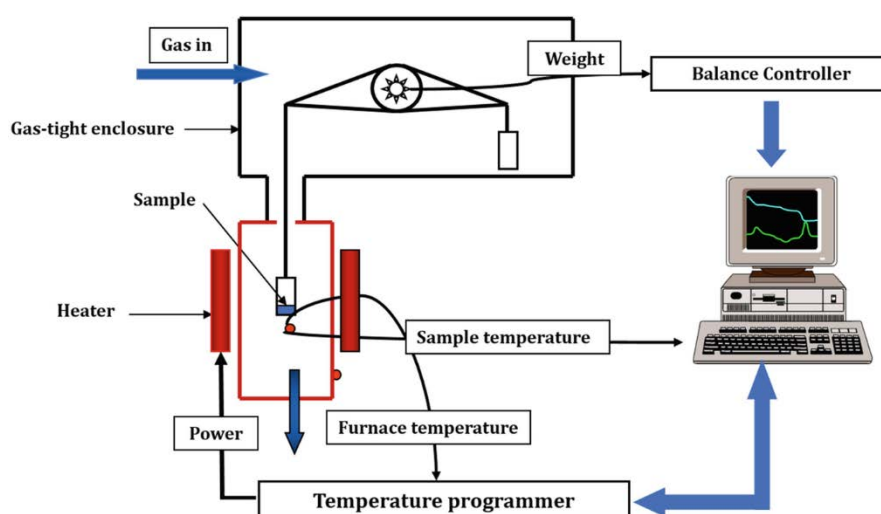 Gas in
Weight
Balance Controller
Gas-tight enclosure
Sample
Heater
Sample temperature
Furnace temperature
Power
Temperature programmer